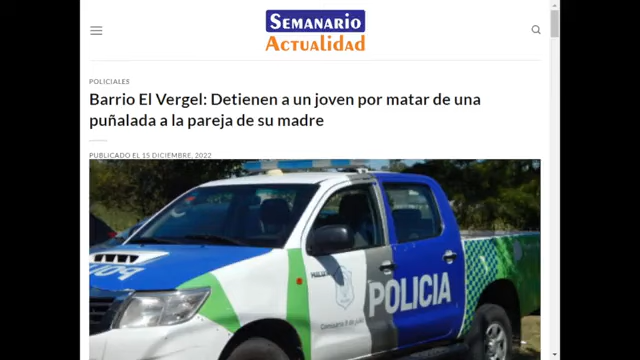 SEMANARIO
ACTUALIDAD
POLICIALES
Barrio El Vergel: Detienen a un joven por matar de una
puñalada a la pareja de su madre
PUBLICADO EL 15 DICIEMBRE, 2022
POLICIA